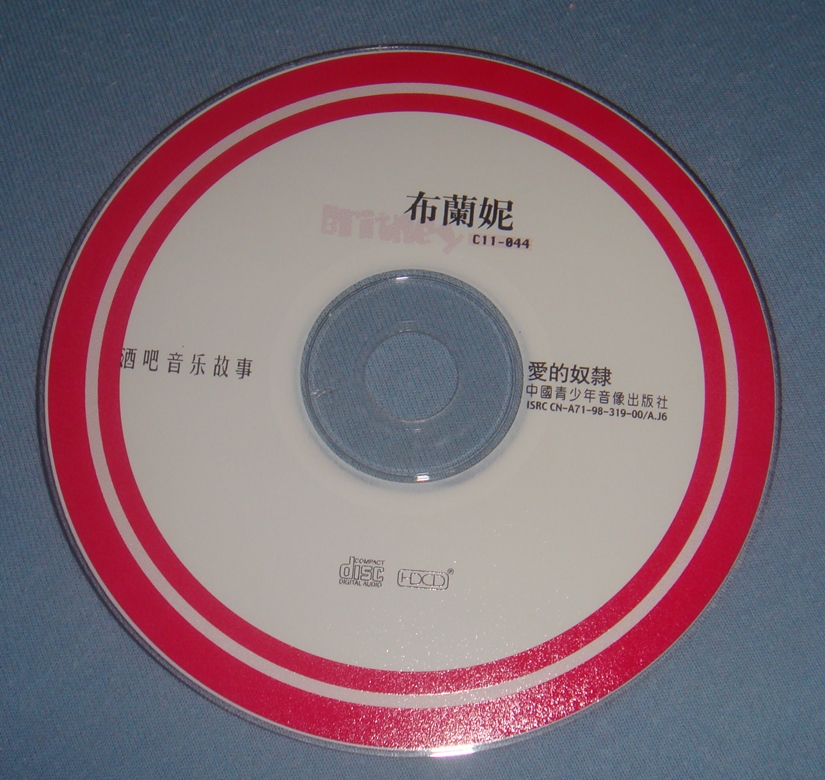 布蘭妮
Britney
C11-044
酒吧音乐故事
愛的奴隸
中國青少年音像出版社
ISRC CN-A71-98-319-00/A.J6
COMPACT
disc
DIGITAL AUDIO
HDCD®